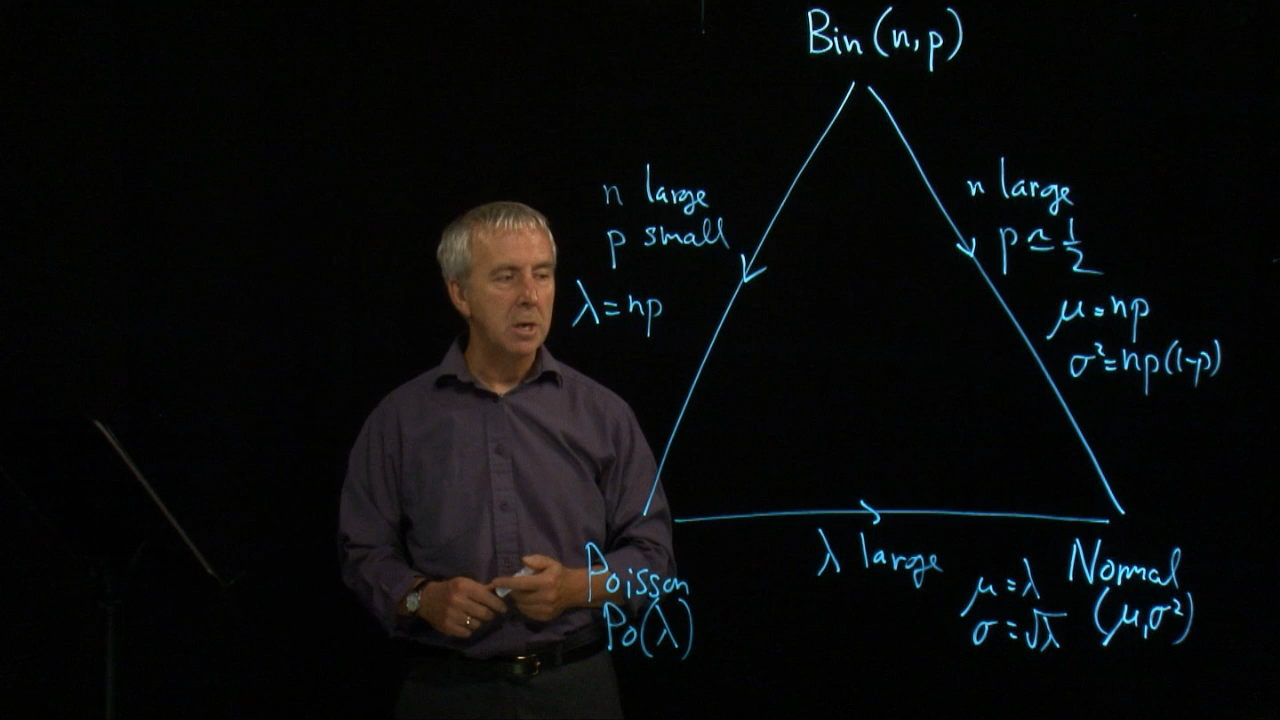 Bin(n,p)
n large
p small
λ=np
n large
p≃1/2
μ=np
σ²=np(1-p)
λ large
μ=λ
σ=√λ
Poisson
Po(λ)
Normal
(μ,σ²)